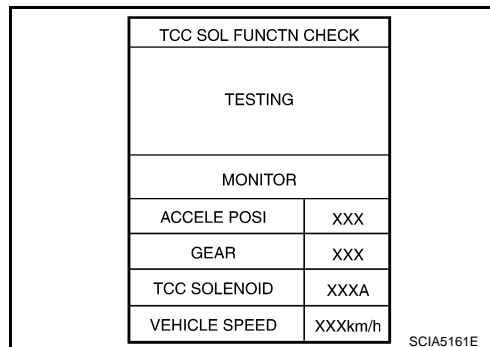 TCC SOL FUNCTN CHECK
TESTING
MONITOR
ACCELE POSI XXX
GEAR XXX
TCC SOLENOID XXXA
VEHICLE SPEED XXXkm/h
SCIA5161E